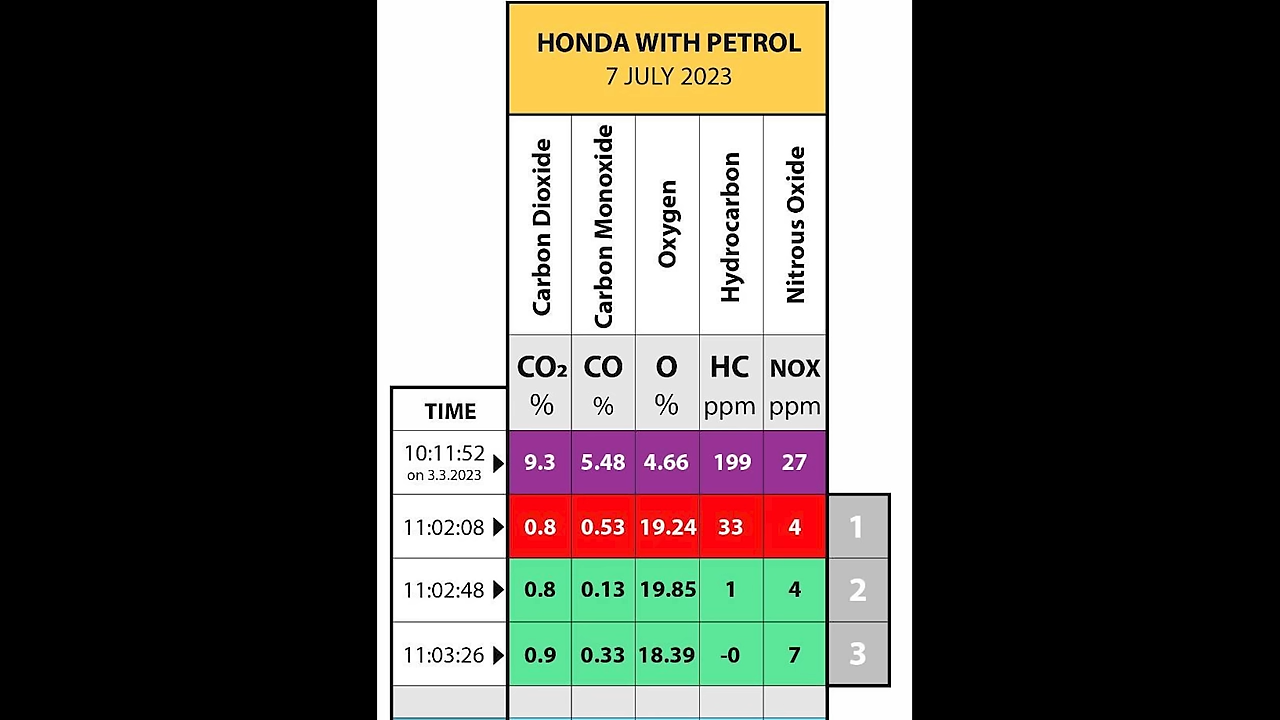 HONDA WITH PETROL
7 JULY 2023
Carbon Dioxide
Carbon Monoxide
Oxygen
Hydrocarbon
Nitrous Oxide
CO₂ CO O HC NOX
% % % ppm ppm
TIME
10:11:52 9.3 5.48 4.66 199 27
on 3.3.2023
11:02:08 0.8 0.53 19.24 33 4 1
11:02:48 0.8 0.13 19.85 1 4 2
11:03:26 0.9 0.33 18.39 -0 7 3